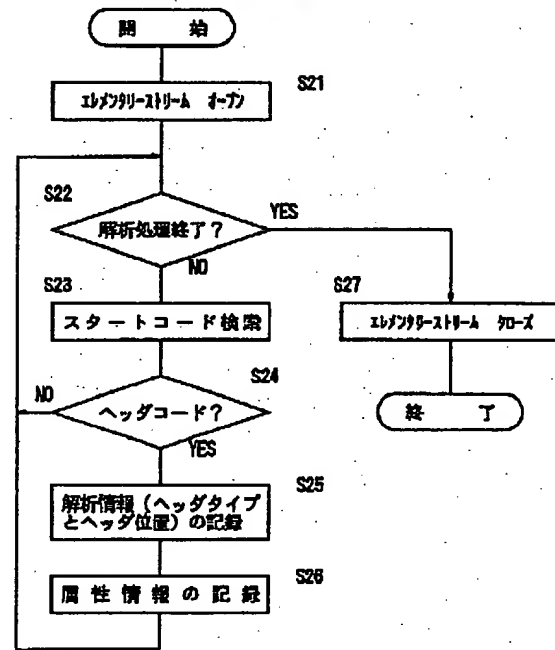 開 始
S21
エレメンタリーストリーム オープン
S22
解析処理終了?
YES
NO
S23
スタートコード検索
S27
エレメンタリーストリーム クローズ
S24
NO
ヘッダコード?
YES
終 了
S25
解析情報(ヘッダタイプ
とヘッダ位置)の記録
S26
属性情報の記録